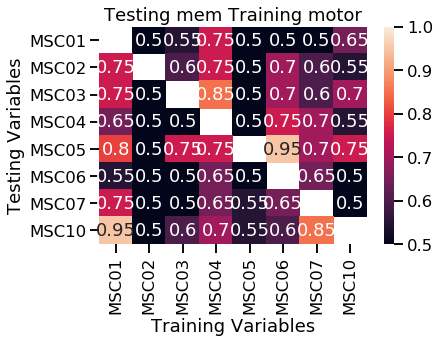 Testing mem Training motor
Testing Variables
MSC01 0.5 0.55 0.75 0.5 0.5 0.5 0.65
MSC02 0.75 0.6 0.75 0.5 0.7 0.6 0.55
MSC03 0.75 0.5 0.85 0.5 0.7 0.6 0.7
MSC04 0.65 0.5 0.5 0.5 0.75 0.7 0.55
MSC05 0.8 0.5 0.75 0.75 0.95 0.7 0.75
MSC06 0.55 0.5 0.5 0.65 0.5 0.65 0.5
MSC07 0.75 0.5 0.5 0.65 0.55 0.65 0.5
MSC10 0.95 0.5 0.6 0.7 0.55 0.6 0.85
MSC01 MSC02 MSC03 MSC04 MSC05 MSC06 MSC07 MSC10
Training Variables
1.0
0.9
0.8
0.7
0.6
0.5